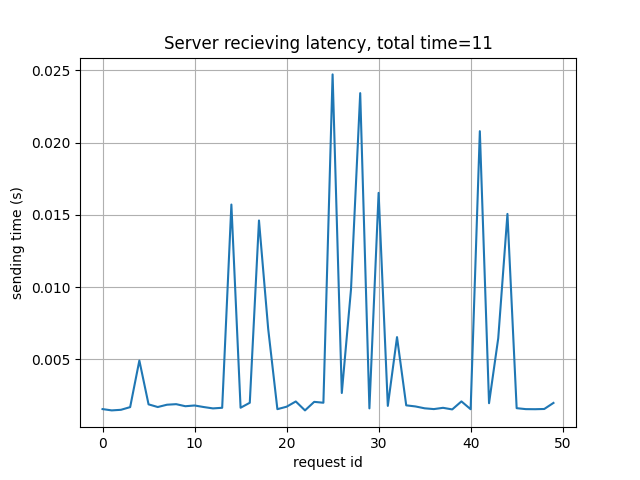 Server recieving latency, total time=11
0.025
0.020
0.015
0.010
0.005
sending time (s)
0 10 20 30 40 50
request id